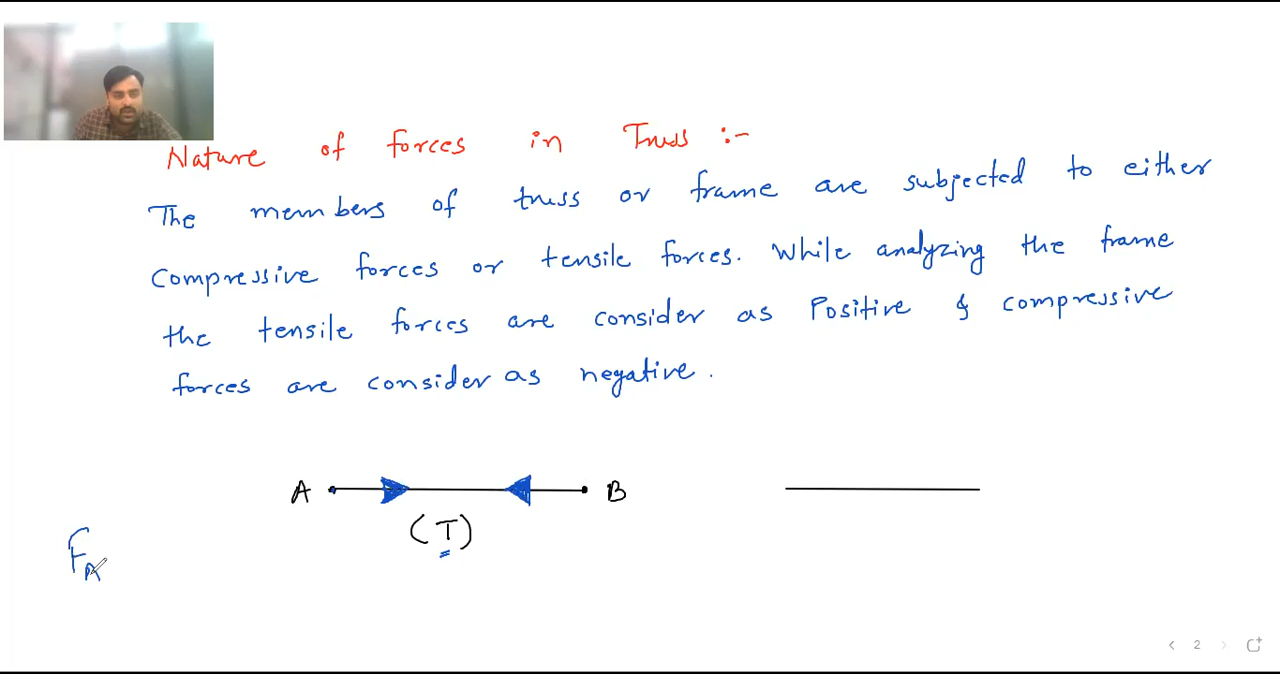 Nature of forces in Truss :-
The members of truss or frame are subjected to either
compressive forces or tensile forces. While analyzing the frame
the tensile forces are consider as Positive & compressive
forces are consider as negative.
A B
(T)
FA
2